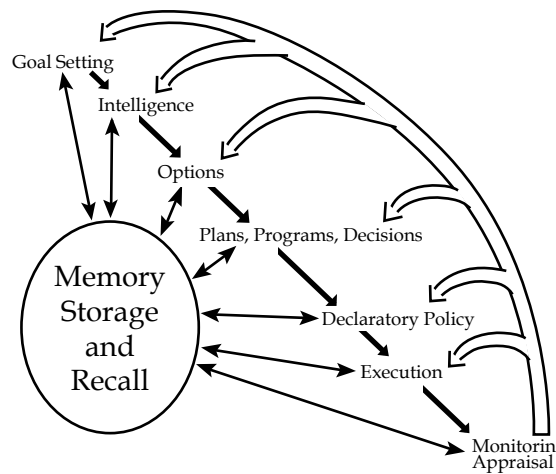 Goal Setting
Intelligence
Options
Plans, Programs, Decisions
Memory
Storage
and
Recall
Declaratory Policy
Execution
Monitorin
Appraisal